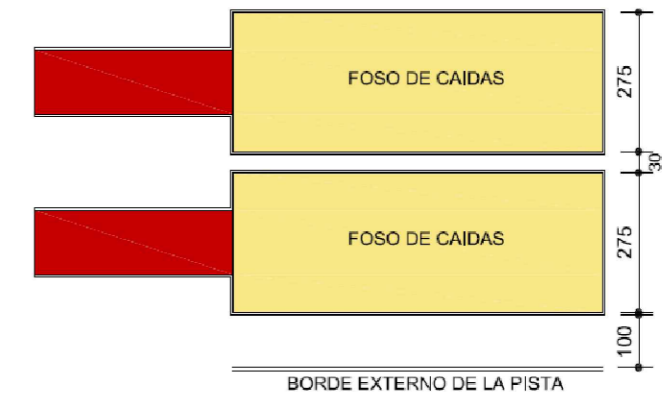 FOSO DE CAIDAS
275
30
FOSO DE CAIDAS
275
100
BORDE EXTERNO DE LA PISTA